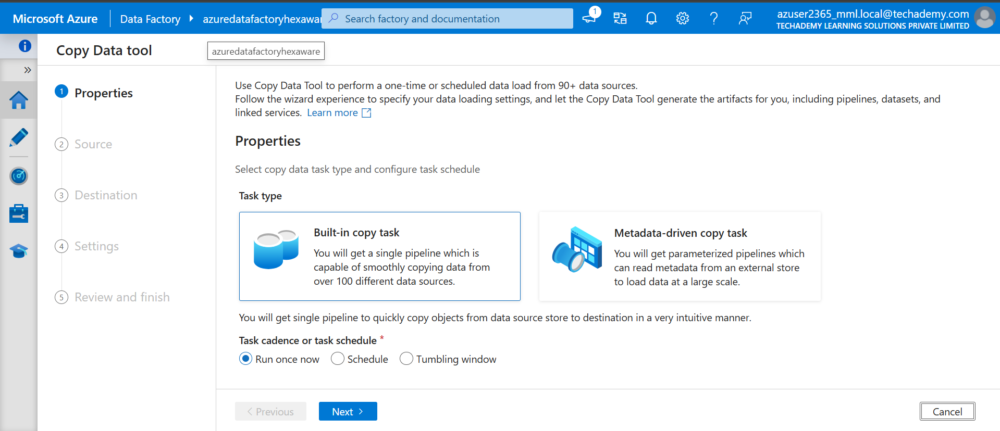 Microsoft Azure
Data Factory
azuredatafactoryhexawar
Search factory and documentation
1
azuser2365_mml.local@techademy.com
TECHADEMY LEARNING SOLUTIONS PRIVATE LIMITED
Copy Data tool
azuredatafactoryhexaware
1 Properties
2 Source
3 Destination
4 Settings
5 Review and finish
Use Copy Data Tool to perform a one-time or scheduled data load from 90+ data sources.
Follow the wizard experience to specify your data loading settings, and let the Copy Data Tool generate the artifacts for you, including pipelines, datasets, and
linked services. Learn more
Properties
Select copy data task type and configure task schedule
Task type
Built-in copy task
You will get a single pipeline which is
capable of smoothly copying data from
over 100 different data sources.
Metadata-driven copy task
You will get parameterized pipelines which
can read metadata from an external store
to load data at a large scale.
You will get single pipeline to quickly copy objects from data source store to destination in a very intuitive manner.
Task cadence or task schedule *
Run once now
Schedule
Tumbling window
< Previous
Next >
Cancel